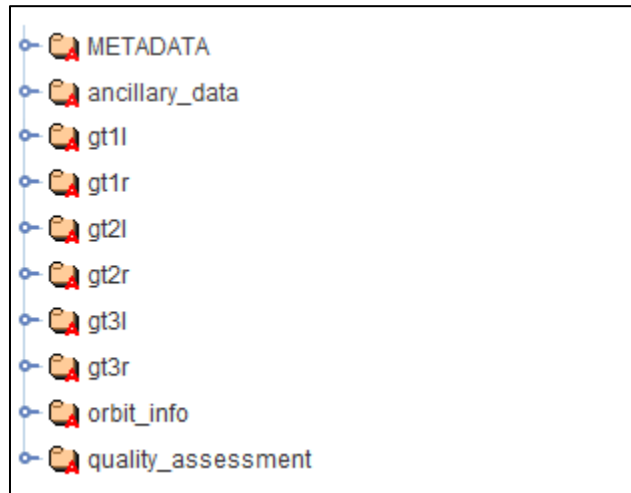 METADATA
ancillary_data
gt1l
gt1r
gt2l
gt2r
gt3l
gt3r
orbit_info
quality_assessment